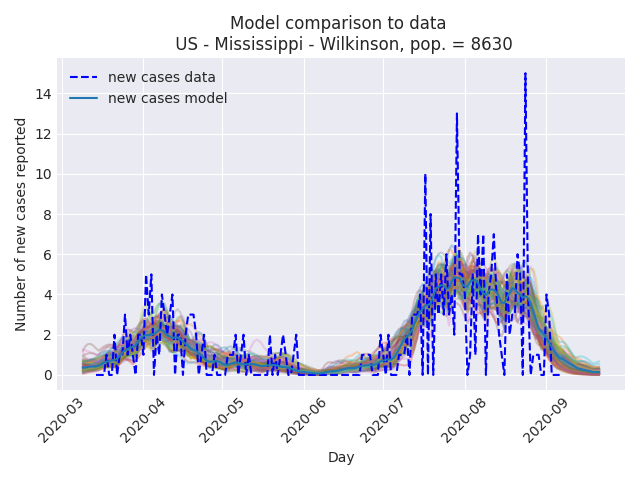 Model comparison to data
US - Mississippi - Wilkinson, pop. = 8630
new cases data
new cases model
Number of new cases reported
14
12
10
8
6
4
2
0
2020-03
2020-04
2020-05
2020-06
2020-07
2020-08
2020-09
Day